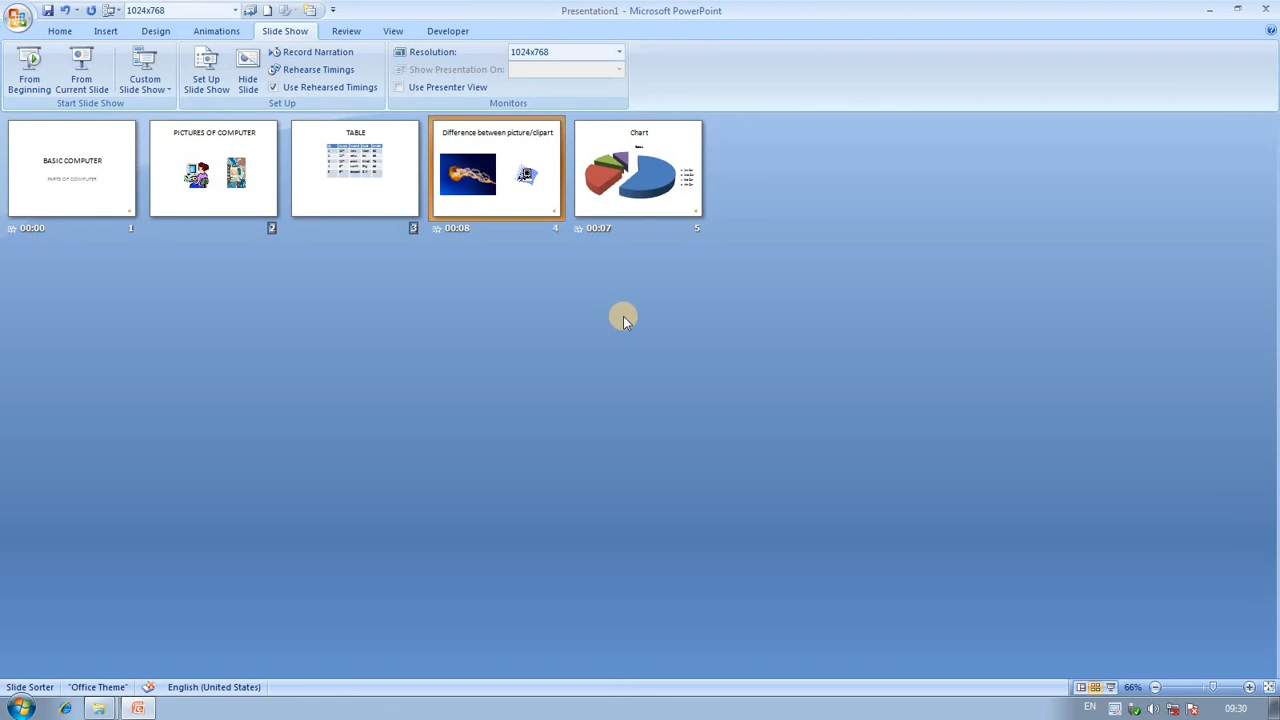 1024x768
Presentation1 - Microsoft PowerPoint
Home Insert Design Animations Slide Show Review View Developer
From Beginning
From Current Slide
Custom Slide Show
Start Slide Show
Set Up Slide Show
Hide Slide
Record Narration
Rehearse Timings
Use Rehearsed Timings
Set Up
Resolution: 1024x768
Show Presentation On:
Use Presenter View
Monitors
BASIC COMPUTER
PARTS OF COMPUTER
00:00 1
PICTURES OF COMPUTER
2
TABLE
3
Difference between picture/clipart
00:08 4
Chart
00:07 5
Slide Sorter "Office Theme" English (United States) 66%
EN 09:30